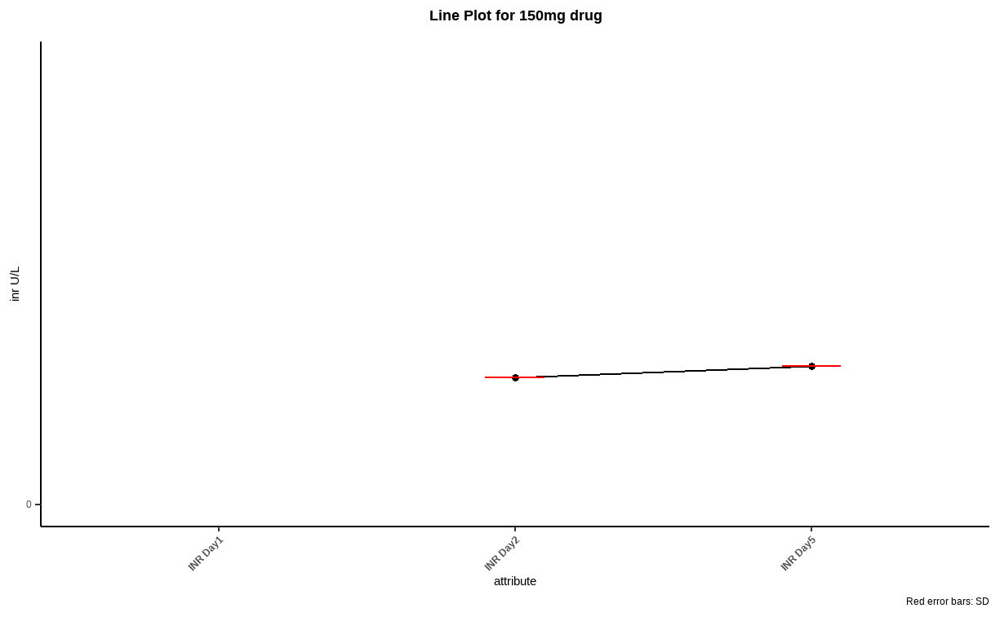 Line Plot for 150mg drug
inr U/L
0
INR Day1
INR Day2
INR Day5
attribute
Red error bars: SD